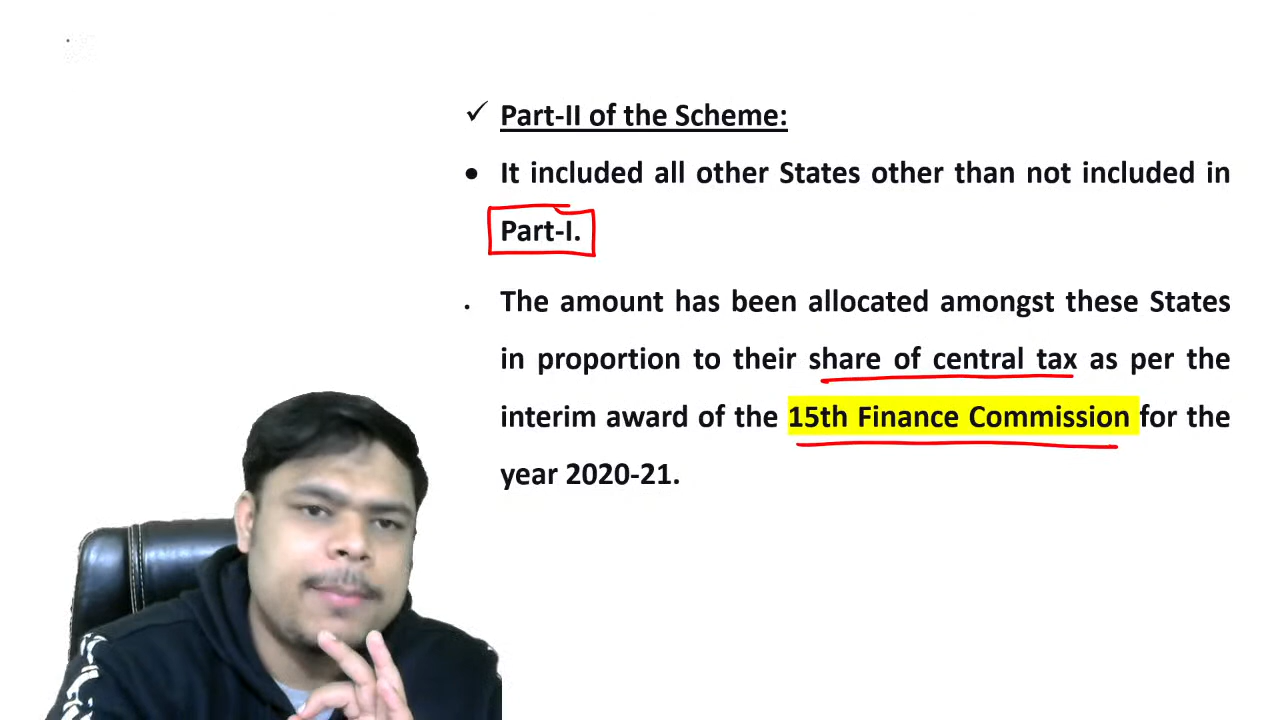 ✓ Part-II of the Scheme:
• It included all other States other than not included in
Part-I.
• The amount has been allocated amongst these States
in proportion to their share of central tax as per the
interim award of the 15th Finance Commission for the
year 2020-21.